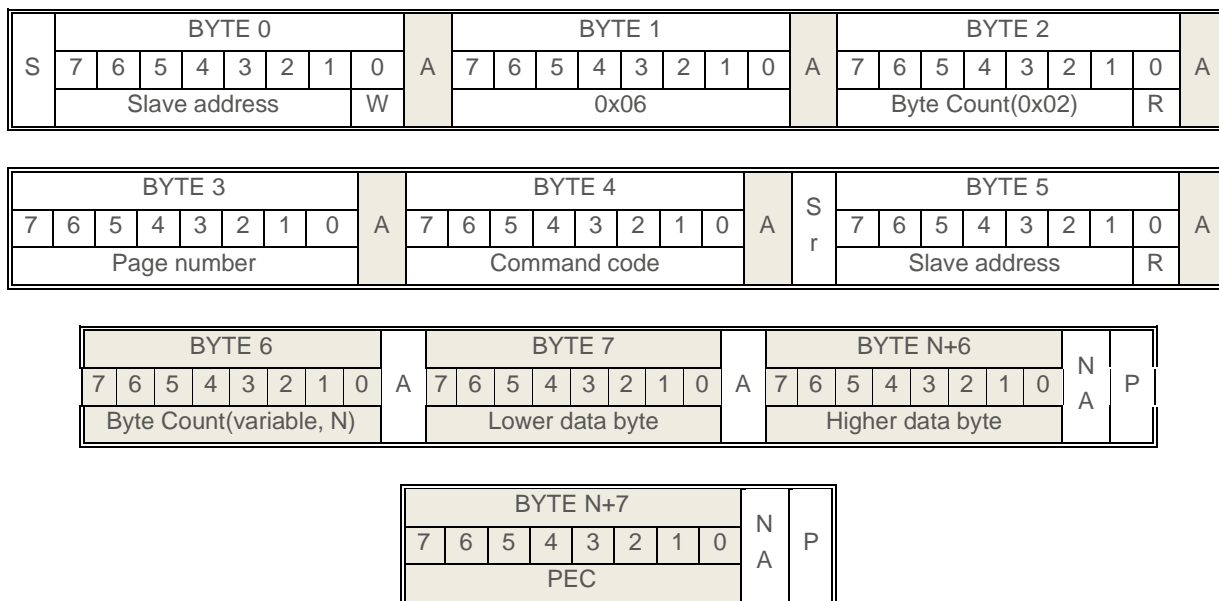 BYTE 0 BYTE 1 BYTE 2
S 7 6 5 4 3 2 1 0 A 7 6 5 4 3 2 1 0 A 7 6 5 4 3 2 1 0 A
Slave address W 0x06 Byte Count(0x02) R
BYTE 3 BYTE 4 BYTE 5
7 6 5 4 3 2 1 0 A 7 6 5 4 3 2 1 0 A S r 7 6 5 4 3 2 1 0 A
Page number Command code Slave address R
BYTE 6 BYTE 7 BYTE N+6
7 6 5 4 3 2 1 0 A 7 6 5 4 3 2 1 0 A 7 6 5 4 3 2 1 0 N A P
Byte Count(variable, N) Lower data byte Higher data byte
BYTE N+7
7 6 5 4 3 2 1 0 N A P
PEC